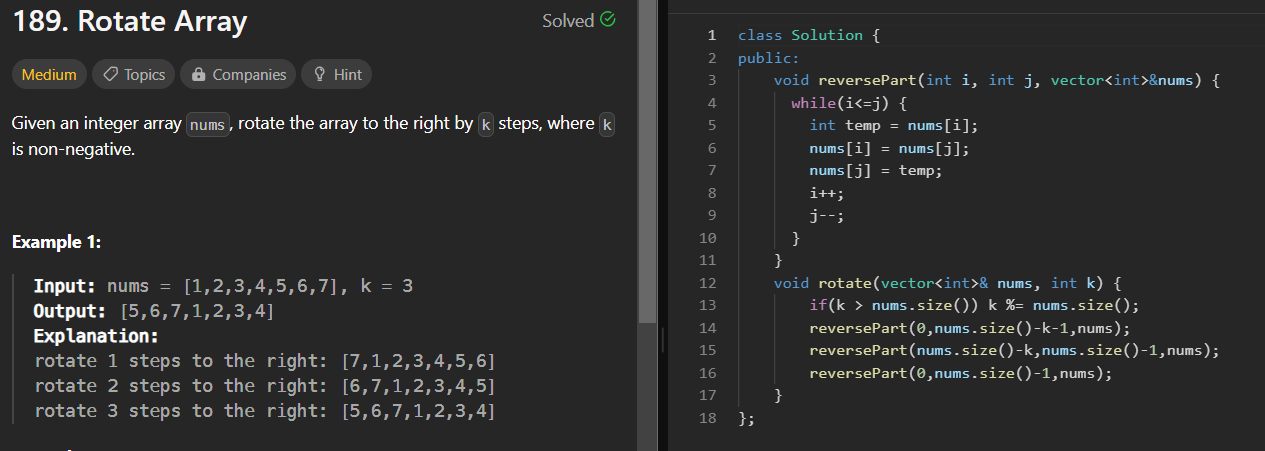 189. Rotate Array
Solved
Medium Topics Companies Hint
Given an integer array nums, rotate the array to the right by k steps, where k
is non-negative.
Example 1:
Input: nums = [1,2,3,4,5,6,7], k = 3
Output: [5,6,7,1,2,3,4]
Explanation:
rotate 1 steps to the right: [7,1,2,3,4,5,6]
rotate 2 steps to the right: [6,7,1,2,3,4,5]
rotate 3 steps to the right: [5,6,7,1,2,3,4]
1 class Solution {
2 public:
3     void reversePart(int i, int j, vector<int>&nums) {
4       while(i<=j) {
5         int temp = nums[i];
6         nums[i] = nums[j];
7         nums[j] = temp;
8         i++;
9         j--;
10       }
11     }
12     void rotate(vector<int>& nums, int k) {
13         if(k > nums.size()) k %= nums.size();
14         reversePart(0,nums.size()-k-1,nums);
15         reversePart(nums.size()-k,nums.size()-1,nums);
16         reversePart(0,nums.size()-1,nums);
17     }
18 };